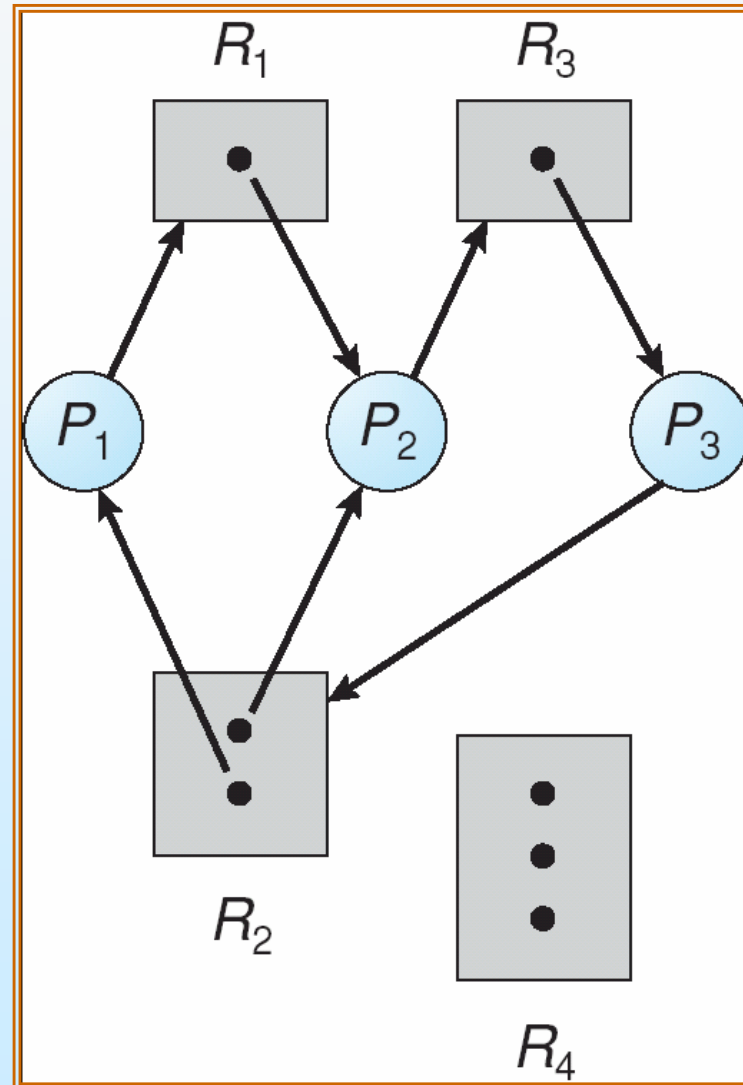 R₁ R₃
P₁ P₂ P₃
R₂
R₄